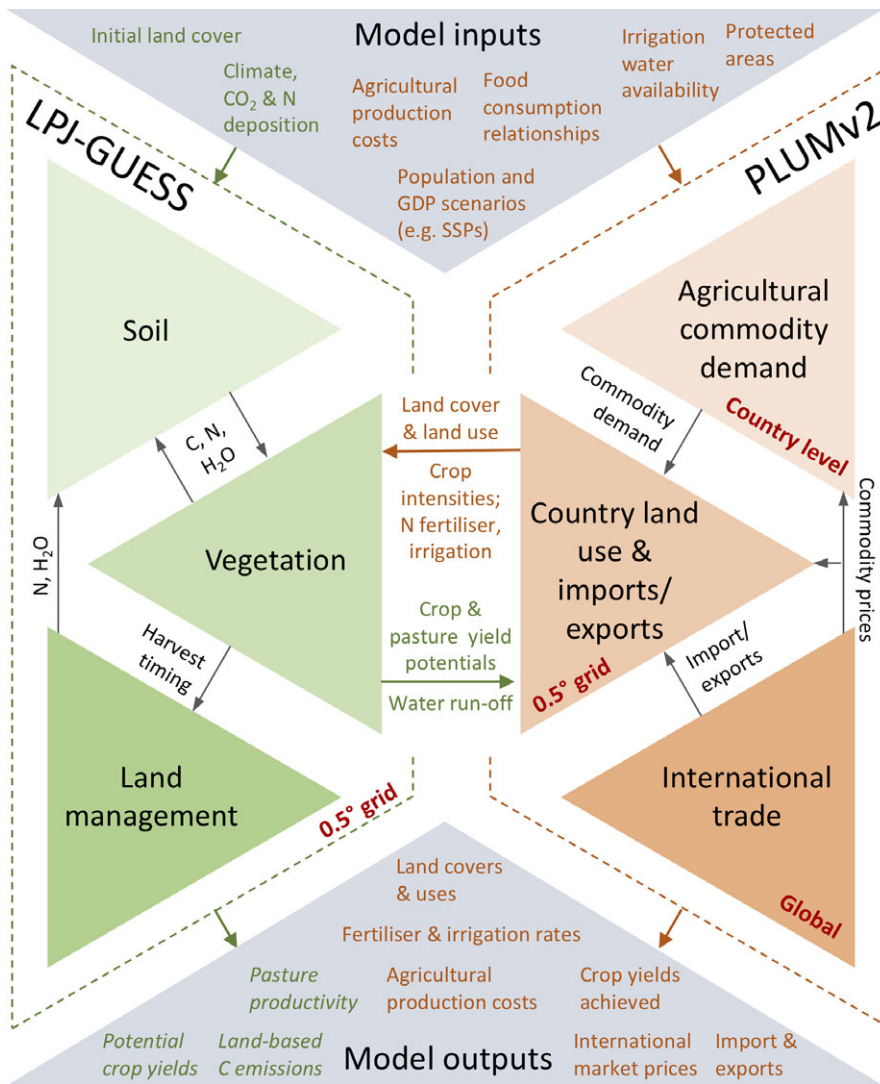 Model inputs
Initial land cover
Climate,
CO₂ & N
deposition
Agricultural
production
costs
Food
consumption
relationships
Irrigation
water
availability
Protected
areas
Population and
GDP scenarios
(e.g. SSPs)
LPJ-GUESS
PLUMv2
Soil
C, N,
H₂O
Vegetation
N, H₂O
Harvest
timing
Land
management
0.5° grid
Land cover
& land use
Crop
intensities;
N fertiliser,
irrigation
Crop &
pasture yield
potentials
Water run-off
Agricultural
commodity
demand
Country level
Commodity
demand
Country land
use &
imports/
exports
0.5° grid
Commodity prices
Import/
exports
International
trade
Global
Land covers
& uses
Fertiliser & irrigation rates
Pasture
productivity
Agricultural
production costs
Crop yields
achieved
Potential
crop yields
Land-based
C emissions
Model outputs
International
market prices
Import &
exports